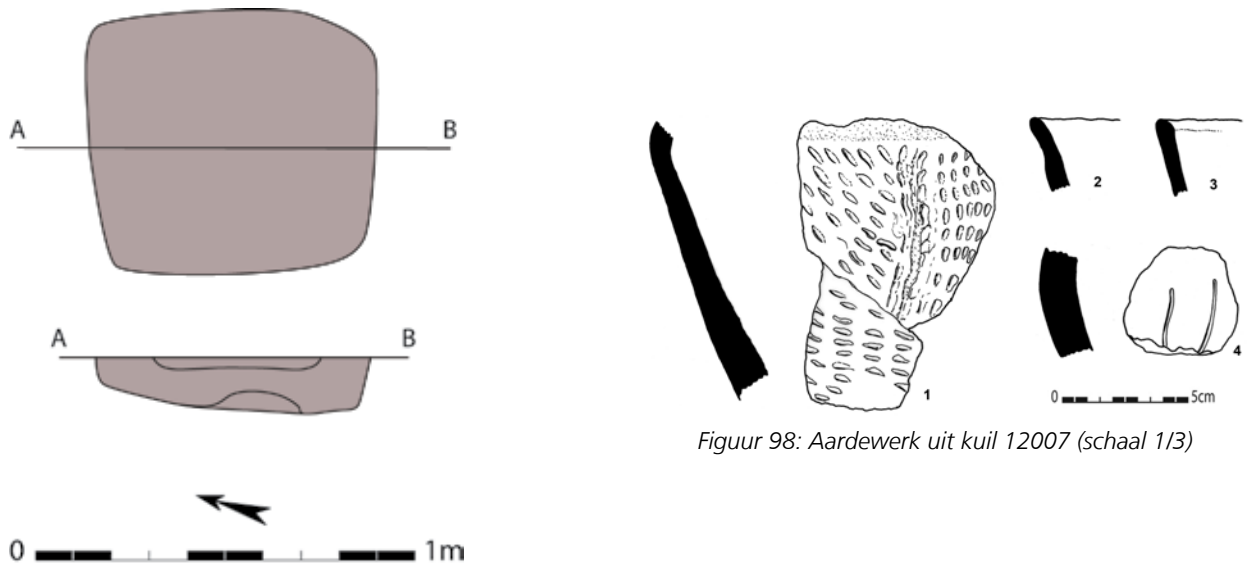 A B
A B
0 1m
1
2
3
4
0 5cm
Figuur 98: Aardewerk uit kuil 12007 (schaal 1/3)